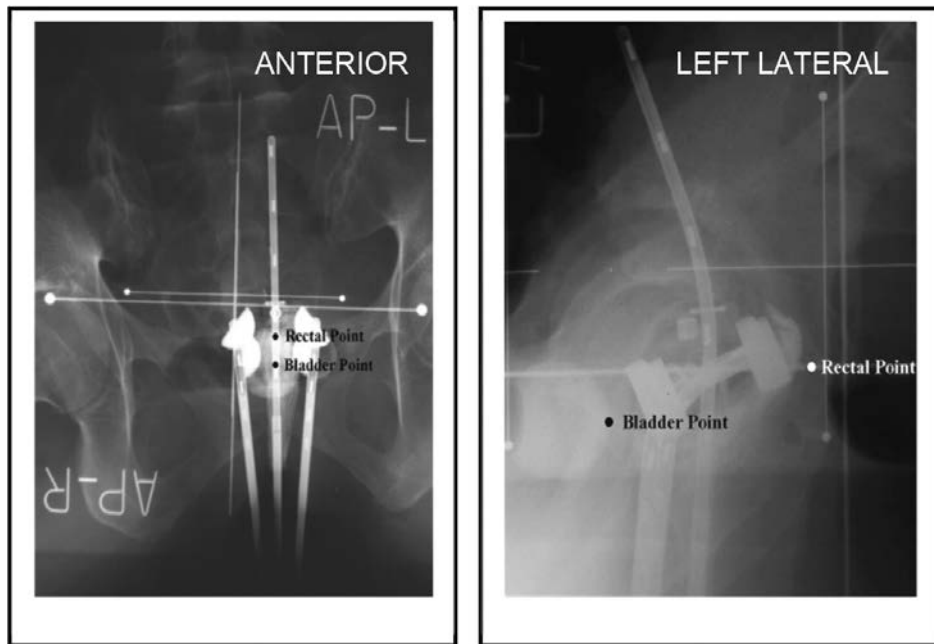 ANTERIOR
AP-L
Rectal Point
Bladder Point
AP-R
LEFT LATERAL
Rectal Point
Bladder Point